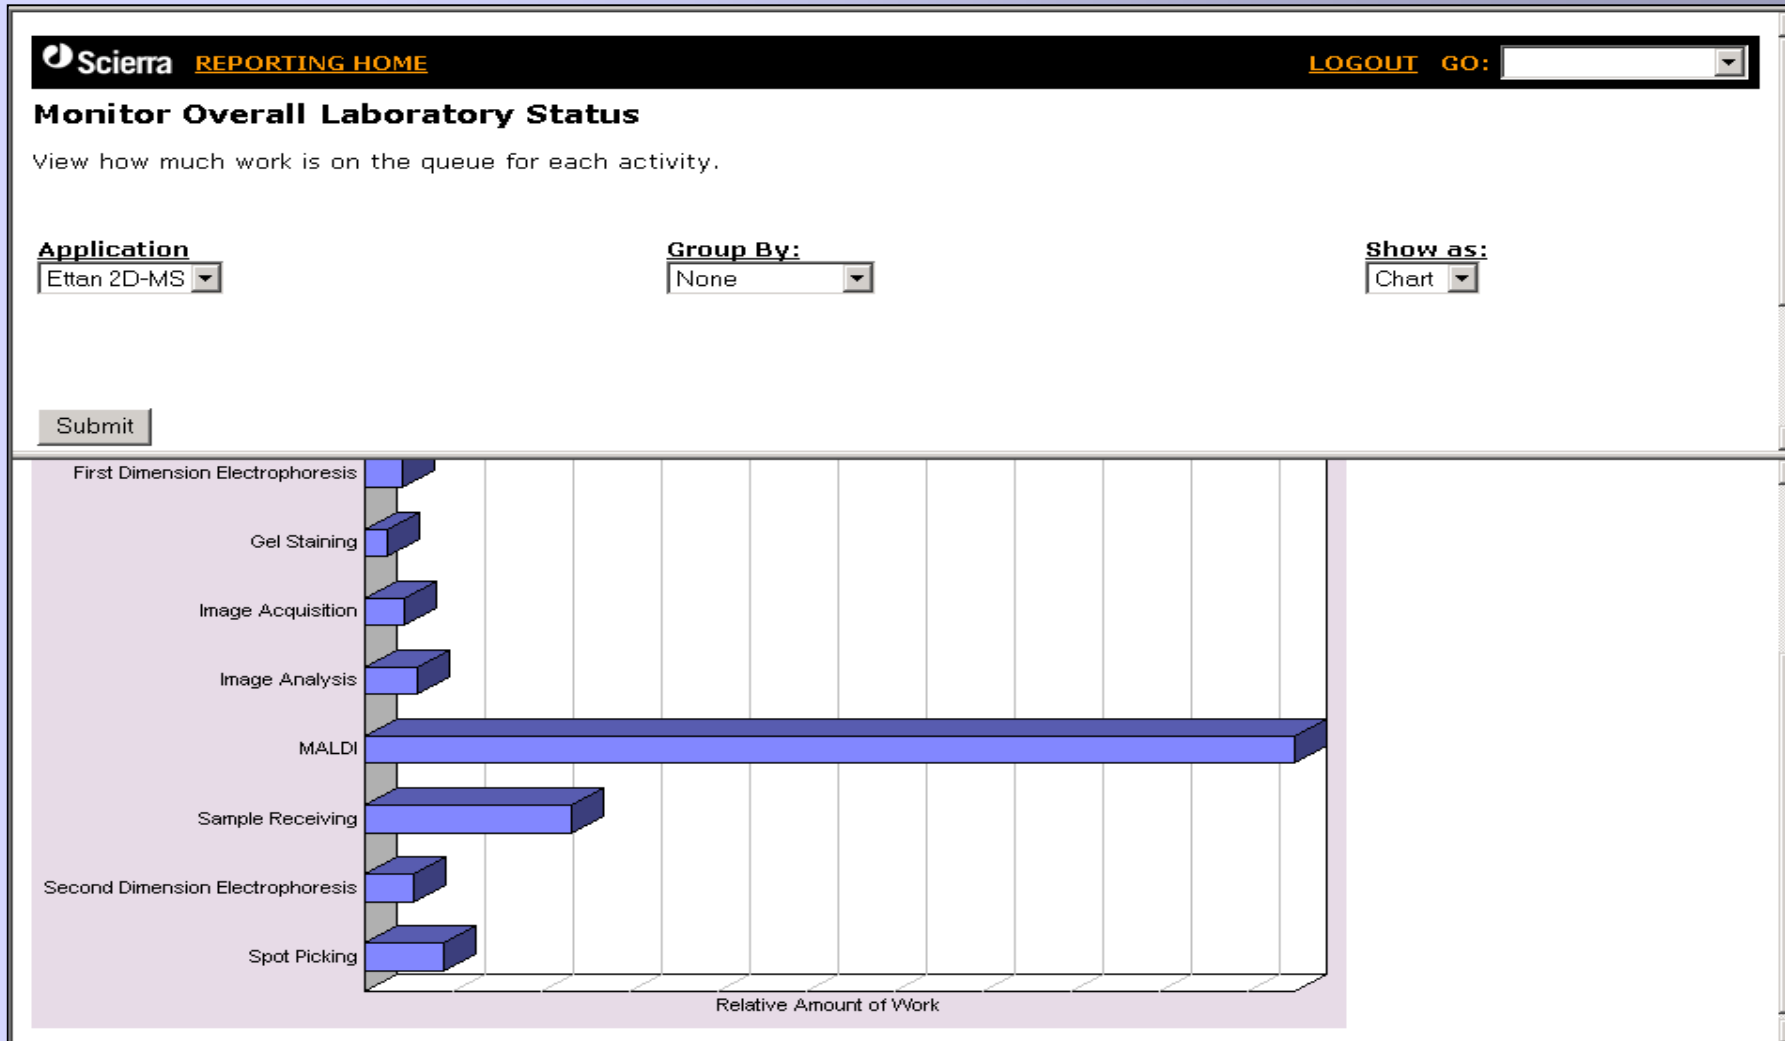 Scierra REPORTING HOME LOGOUT GO:
Monitor Overall Laboratory Status
View how much work is on the queue for each activity.
Application Group By: Show as:
Ettan 2D-MS None Chart
Submit
First Dimension Electrophoresis
Gel Staining
Image Acquisition
Image Analysis
MALDI
Sample Receiving
Second Dimension Electrophoresis
Spot Picking
Relative Amount of Work